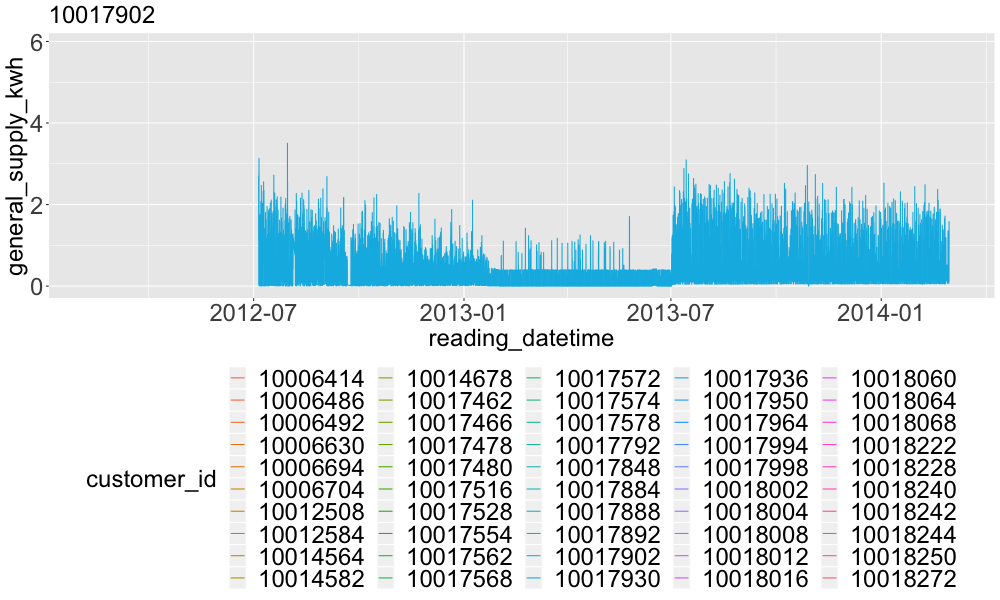 10017902
general_supply_kwh
6
4
2
0
2012-07 2013-01 2013-07 2014-01
reading_datetime
customer_id
10006414 10014678 10017572 10017936 10018060
10006486 10017462 10017574 10017950 10018064
10006492 10017466 10017578 10017964 10018068
10006630 10017478 10017792 10017994 10018222
10006694 10017480 10017848 10017998 10018228
10006704 10017516 10017884 10018002 10018240
10012508 10017528 10017888 10018004 10018242
10012584 10017554 10017892 10018008 10018244
10014564 10017562 10017902 10018012 10018250
10014582 10017568 10017930 10018016 10018272